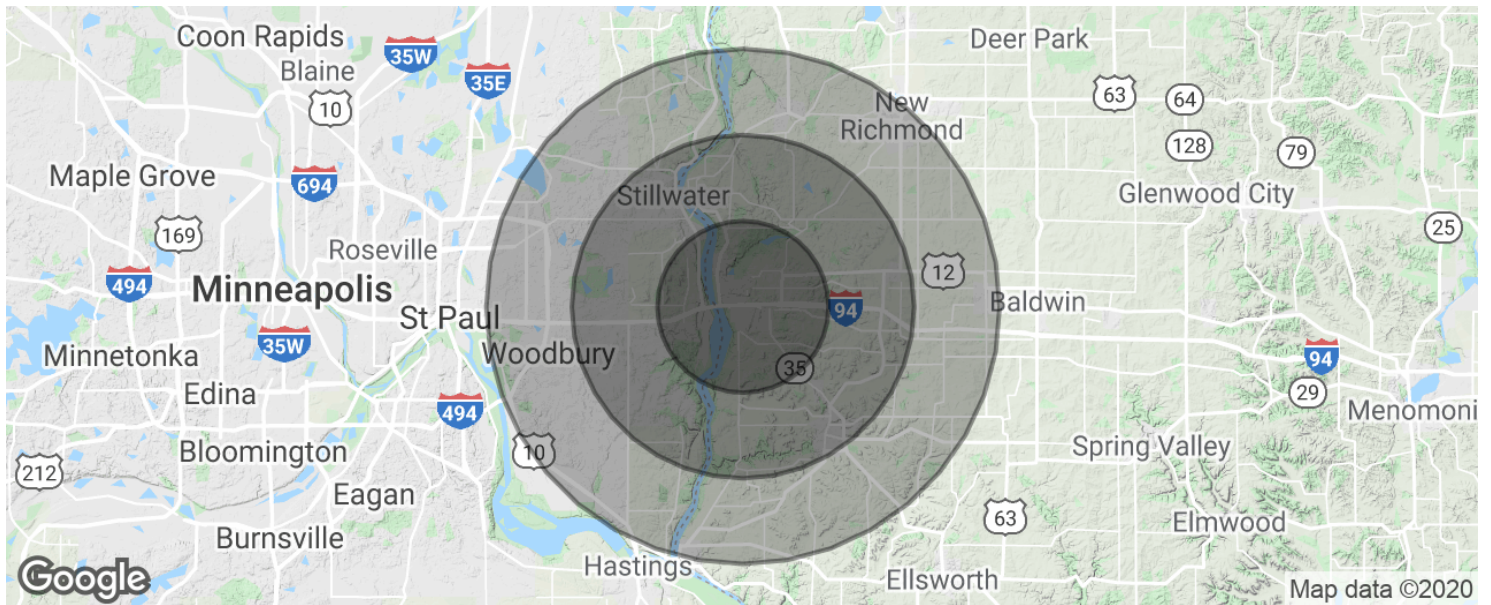 Coon Rapids
35W
Deer Park
Blaine
35E
10
63
64
New
Richmond
128
79
Maple Grove
694
Stillwater
Glenwood City
169
25
Roseville
494
Minneapolis
12
St Paul
94
Baldwin
35W
Minnetonka
Woodbury
94
35
Edina
29
494
Menomoni
Bloomington
10
Spring Valley
212
Eagan
63
Elmwood
Burnsville
Hastings
Ellsworth
Google
Map data ©2020